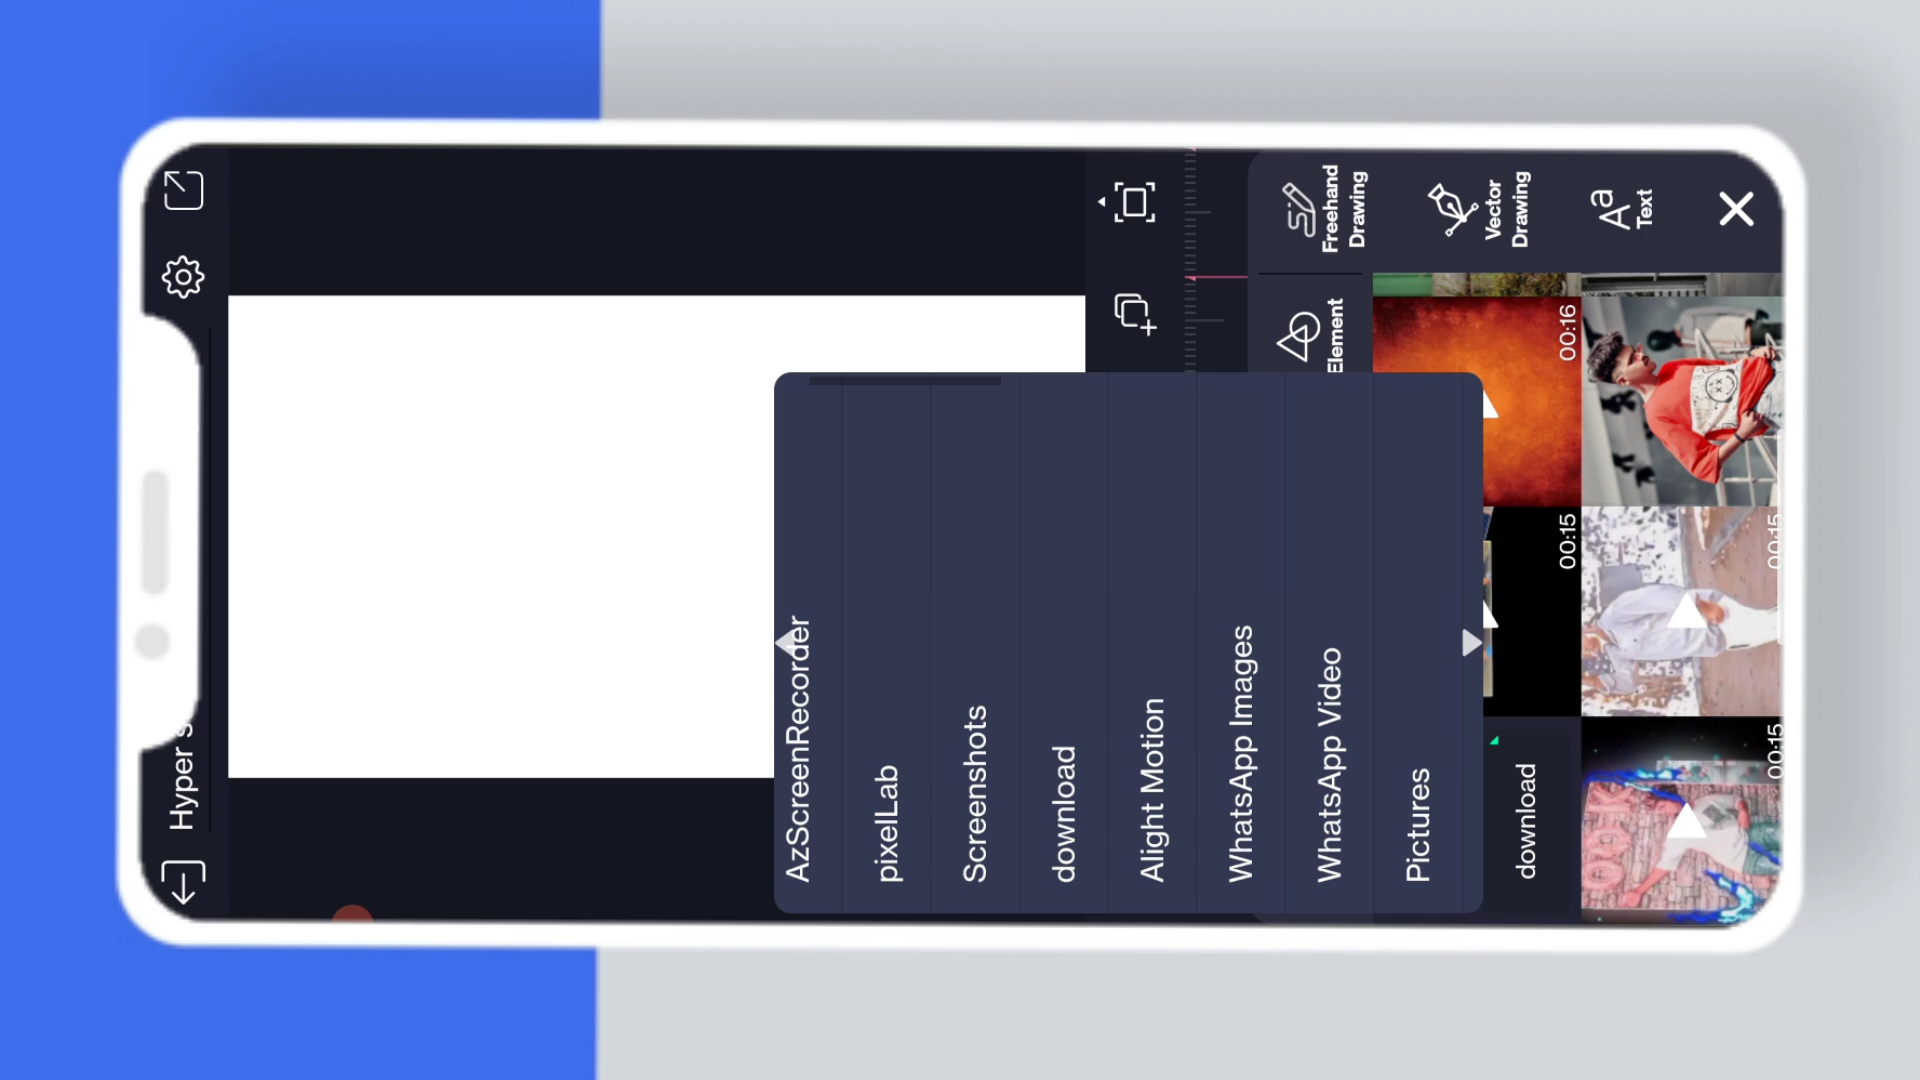 Hyper s
AzScreenRecorder
pixelLab
Screenshots
download
Alight Motion
WhatsApp Images
WhatsApp Video
Pictures
Element
Freehand
Drawing
Vector
Drawing
Aa
Text
download
00:16
00:15
00:15
00:15